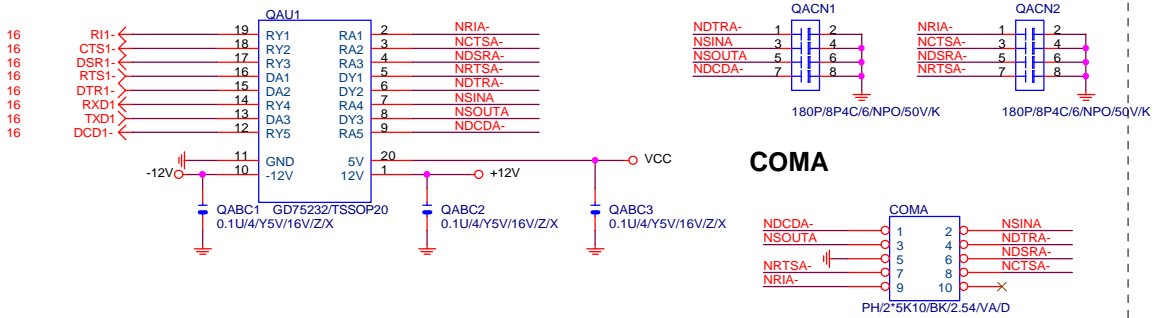 QAU1
16 RI1- 19 RY1 RA1 2 NRIA-
16 CTS1- 18 RY2 RA2 3 NCTSA-
16 DSR1- 17 RY3 RA3 4 NDSRA-
16 RTS1- 16 DA1 DY1 5 NRTSA-
16 DTR1- 15 DA2 DY2 6 NDTRA-
16 RXD1 14 RY4 RA4 7 NSINA
16 TXD1 13 DA3 DY3 8 NSOUTA
16 DCD1- 12 RY5 RA5 9 NDCDA-
11 GND 5V 20 VCC
-12V 10 -12V 12V 1 +12V
GD75232/TSSOP20
QABC1
0.1U/4/Y5V/16V/Z/X
QABC2
0.1U/4/Y5V/16V/Z/X
QABC3
0.1U/4/Y5V/16V/Z/X
QACN1
NDTRA- 1 2
NSINA 3 4
NSOUTA 5 6
NDCDA- 7 8
180P/8P4C/6/NPO/50V/K
QACN2
NRIA- 1 2
NCTSA- 3 4
NDSRA- 5 6
NRTSA- 7 8
180P/8P4C/6/NPO/50V/K
COMA
COMA
NDCDA- 1 2 NSINA
NSOUTA 3 4 NDTRA-
5 6 NDSRA-
NRTSA- 7 8 NCTSA-
NRIA- 9 10
PH/2*5K10/BK/2.54/VA/D